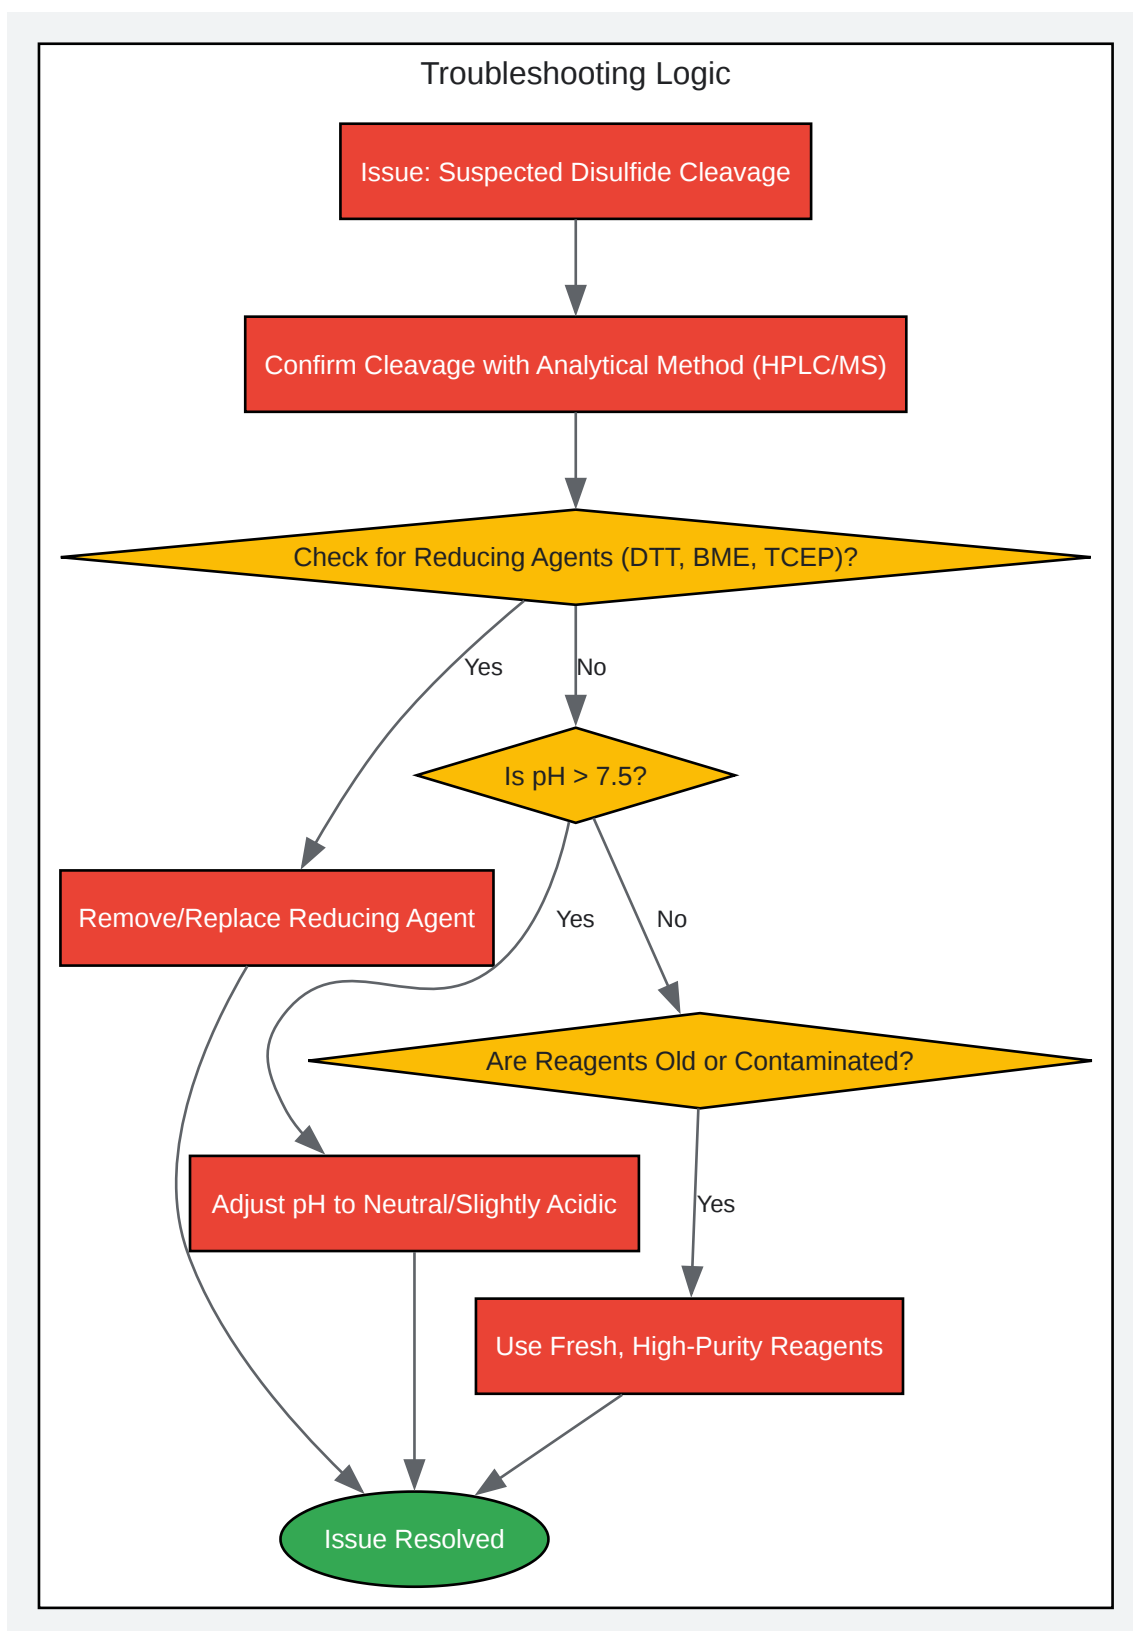 Troubleshooting Logic
Issue: Suspected Disulfide Cleavage
Confirm Cleavage with Analytical Method (HPLC/MS)
Check for Reducing Agents (DTT, BME, TCEP)?
Yes
No
Is pH > 7.5?
Remove/Replace Reducing Agent
Yes
No
Are Reagents Old or Contaminated?
Adjust pH to Neutral/Slightly Acidic
Yes
Use Fresh, High-Purity Reagents
Issue Resolved